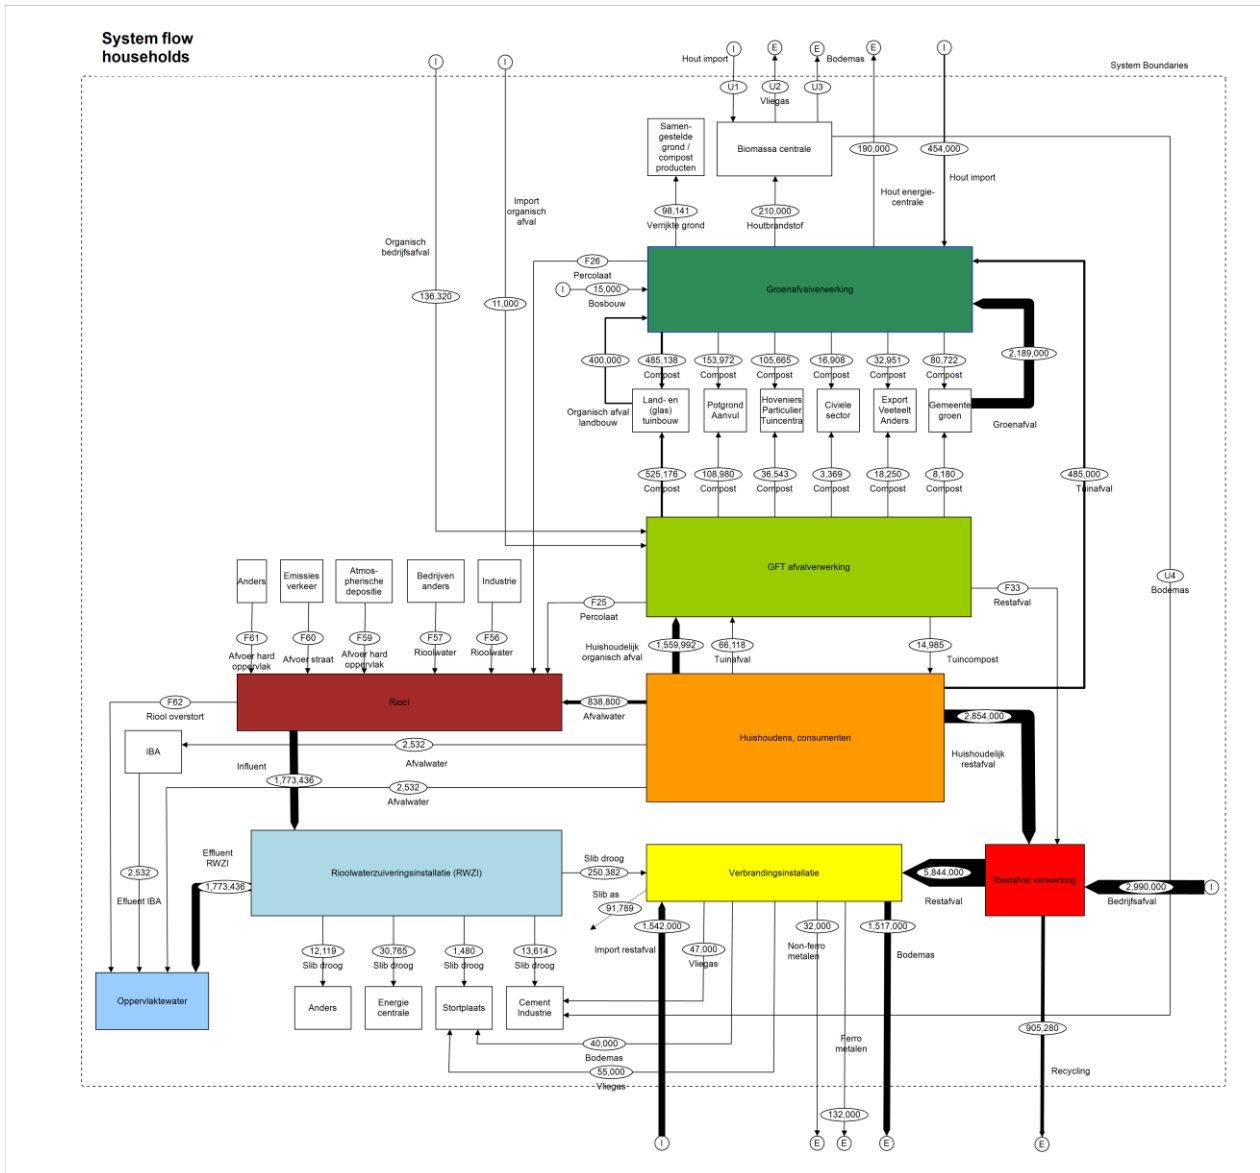 System flow
households
I
I
Hout import
I
E
E
Bodemas
E
I
System Boundaries
U1
U2
U3
Vliegas
Samen-
gestelde
grond /
compost
producten
Biomassa centrale
190,000
454,000
Hout import
Import
organisch
afval
Hout energie-
centrale
98,141
Verrijkte grond
210,000
Houtbrandstof
Organisch
bedrijfsafval
F26
Percolaat
I
15,000
Bosbouw
Groenafvalverwerking
136,320
11,000
400,000
485,138
Compost
153,972
Compost
105,665
Compost
16,908
Compost
32,951
Compost
80,722
Compost
2,189,000
Organisch afval
landbouw
Land- en
(glas)
tuinbouw
Potgrond
Aanvul
Hoveniers
Particulier
Tuincentra
Civiele
sector
Export
Veeteelt
Anders
Gemeente
groen
Groenafval
525,176
Compost
108,980
Compost
36,543
Compost
3,369
Compost
18,250
Compost
8,180
Compost
485,000
Tuinafval
GFT afvalverwerking
Anders
Emissies
verkeer
Atmos-
pherische
depositie
Bedrijven
anders
Industrie
U4
Bodemas
F25
Percolaat
F33
Restafval
F61
Afvoer hard
oppervlak
F60
Afvoer straat
F59
Afvoer hard
oppervlak
F57
Rioolwater
F56
Rioolwater
Huishoudelijk
organisch afval
1,559,992
66,118
Tuinafval
14,985
Tuincompost
F62
Riool overstort
Riool
838,800
Afvalwater
Huishoudens, consumenten
2,854,000
Huishoudelijk
restafval
IBA
2,532
Afvalwater
Influent
1,773,436
2,532
Afvalwater
Effluent
RWZI
1,773,436
2,532
Efluent IBA
Rioolwaterzuiveringsinstallatie (RWZI)
Slib droog
250,382
Slib as
91,789
Verbrandingsinstallatie
5,844,000
Restafval
Restafval verwerking
2,990,000
Bedrijfsafval
I
12,119
Slib droog
30,765
Slib droog
1,480
Slib droog
13,614
Slib droog
1,542,000
Import restafval
47,000
Vliegas
32,000
Non-ferro
metalen
1,517,000
Bodemas
Oppervlaktewater
Anders
Energie
centrale
Stortplaats
Cement
Industrie
40,000
Bodemas
55,000
Vliegas
Ferro
metalen
905,280
Recycling
132,000
I
E
E
E
E